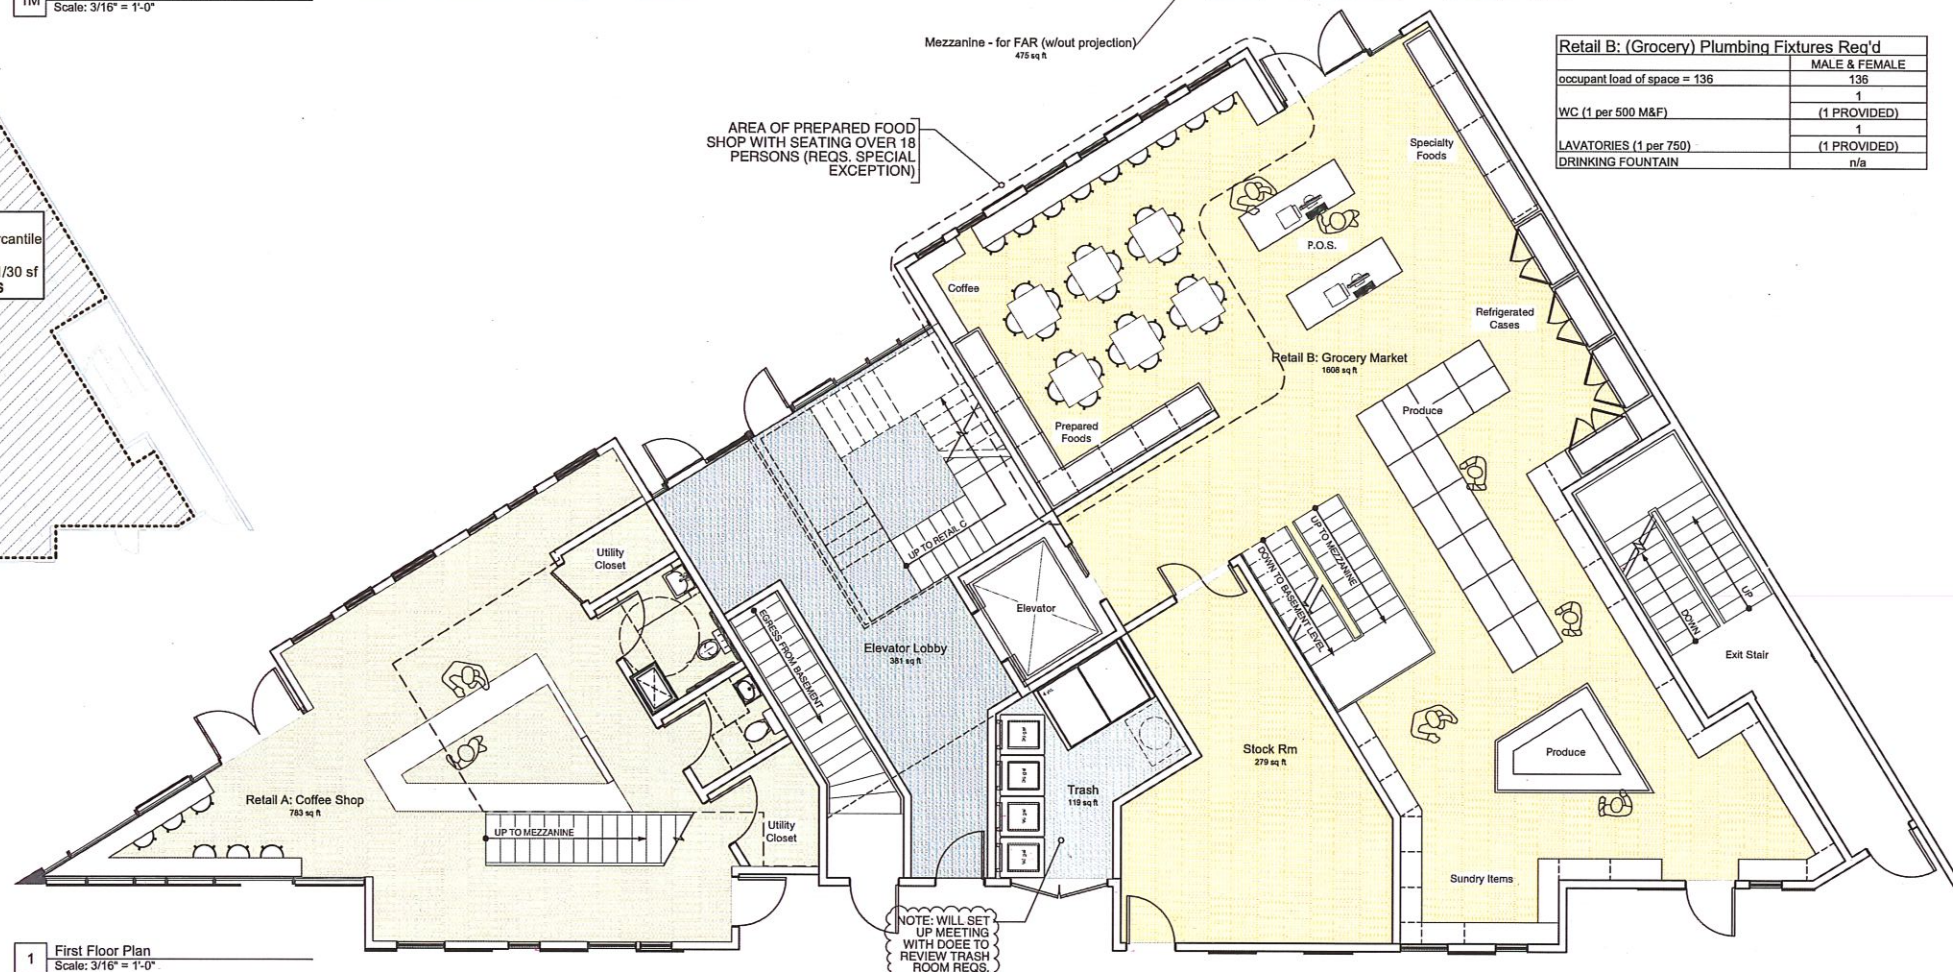 1M
Scale: 3/16" = 1'-0"
Mezzanine - for FAR (w/out projection)
475 sq ft
Retail B: (Grocery) Plumbing Fixtures Req'd
MALE & FEMALE
occupant load of space = 136
136
1
WC (1 per 500 M&F)
(1 PROVIDED)
1
LAVATORIES (1 per 750)
(1 PROVIDED)
DRINKING FOUNTAIN
n/a
AREA OF PREPARED FOOD
SHOP WITH SEATING OVER 18
PERSONS (REQS. SPECIAL
EXCEPTION)
cantile
/30 sf
Specialty
Foods
P.O.S.
Coffee
Refrigerated
Cases
Retail B: Grocery Market
1608 sq ft
Produce
Prepared
Foods
UP TO RETAIL C
UP TO MEZZANINE
DOWN TO BASEMENT LEVEL
Utility
Closet
Elevator
EGRESS FROM BASEMENT
Elevator Lobby
381 sq ft
UP
DOWN
Exit Stair
Stock Rm
279 sq ft
Produce
Trash
119 sq ft
Retail A: Coffee Shop
783 sq ft
UP TO MEZZANINE
Utility
Closet
Sundry Items
NOTE: WILL SET
UP MEETING
WITH DOEE TO
REVIEW TRASH
ROOM REQS.
1
First Floor Plan
Scale: 3/16" = 1'-0"